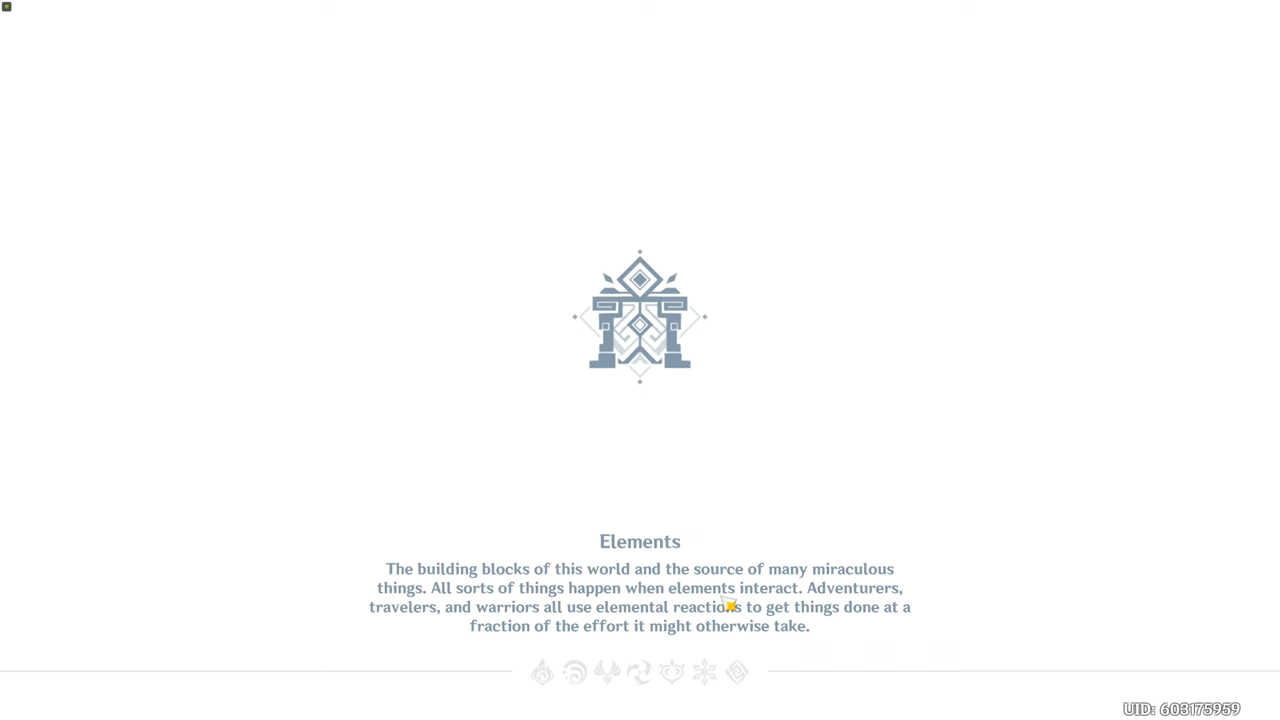 Elements
The building blocks of this world and the source of many miraculous
things. All sorts of things happen when elements interact. Adventurers,
travelers, and warriors all use elemental reactions to get things done at a
fraction of the effort it might otherwise take.
UID: 603175959